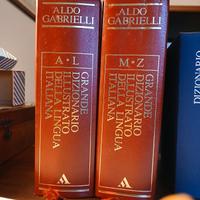 ALDO
GABRIELLI
A•L
GRANDE
DIZIONARIO
ILLUSTRATO
DELLA LINGUA
ITALIANA
ALDO
GABRIELLI
M•Z
GRANDE
DIZIONARIO
ILLUSTRATO
DELLA LINGUA
ITALIANA
DIZIONARIO